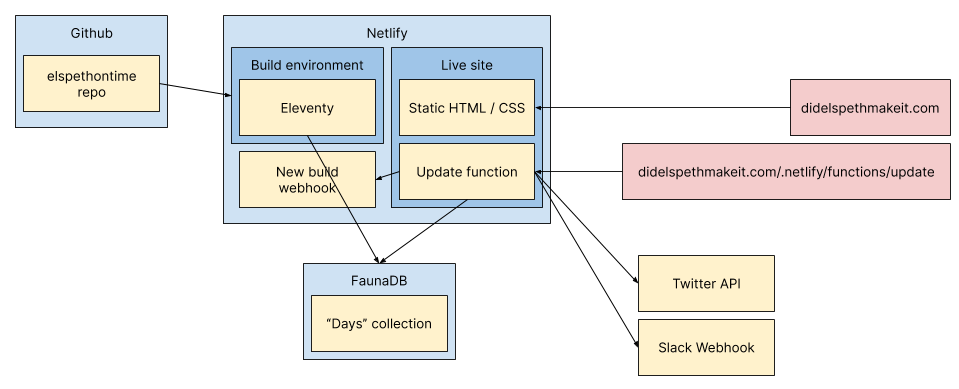 Github
elspethontime
repo
Netlify
Build environment
Eleventy
New build
webhook
Live site
Static HTML / CSS
Update function
didelspethmakeit.com
didelspethmakeit.com/.netlify/functions/update
FaunaDB
“Days” collection
Twitter API
Slack Webhook